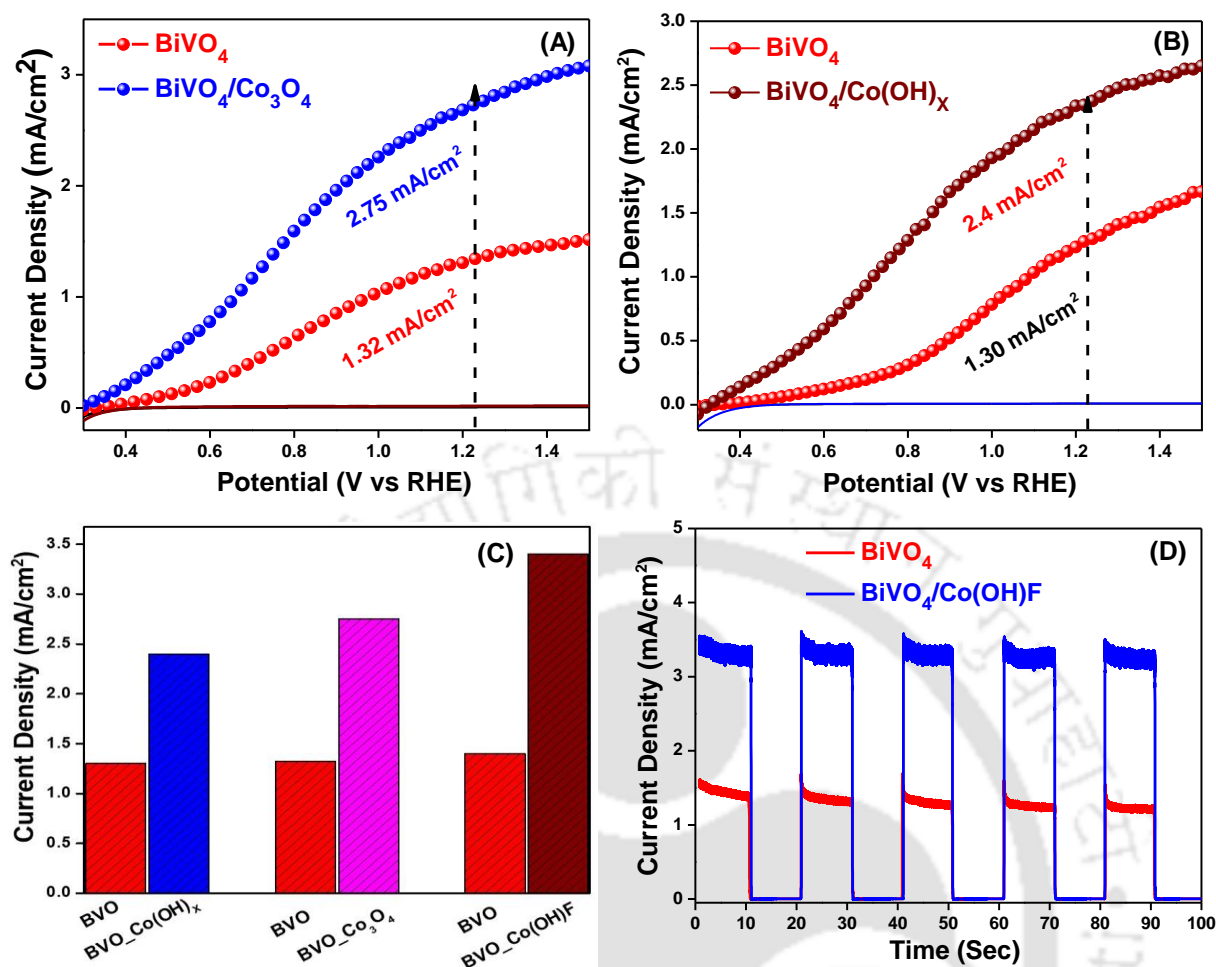 (A)
BiVO4
BiVO4/Co3O4
2.75 mA/cm2
1.32 mA/cm2
Current Density (mA/cm2)
3
2
1
0
0.4 0.6 0.8 1.0 1.2 1.4
Potential (V vs RHE)
(B)
BiVO4
BiVO4/Co(OH)X
2.4 mA/cm2
1.30 mA/cm2
Current Density (mA/cm2)
3.0
2.5
2.0
1.5
1.0
0.5
0.0
0.4 0.6 0.8 1.0 1.2 1.4
Potential (V vs RHE)
(C)
Current Density (mA/cm2)
3.5
3.0
2.5
2.0
1.5
1.0
0.5
0.0
BVO BVO_Co(OH)X BVO BVO_Co3O4 BVO BVO_Co(OH)F
(D)
BiVO4
BiVO4/Co(OH)F
Current Density (mA/cm2)
5
4
3
2
1
0
0 10 20 30 40 50 60 70 80 90 100
Time (Sec)